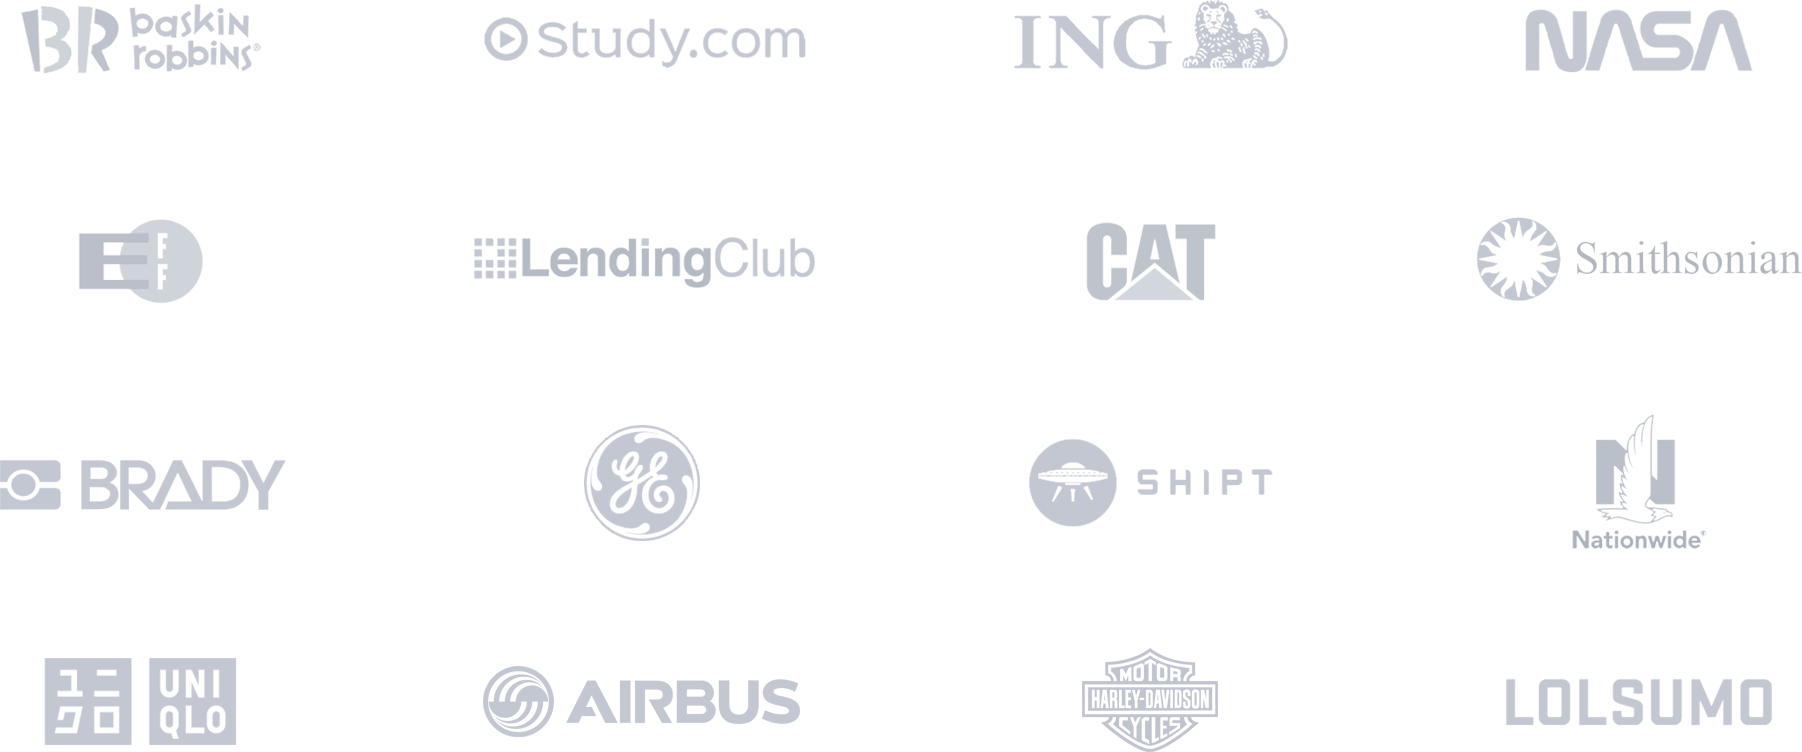 BR baskin
robbins®
Study.com
ING
NASA
EFF
LendingClub
CAT
Smithsonian
BRADY
GE
SHIPT
N
Nationwide®
ユニ
クロ
UNI
QLO
AIRBUS
MOTOR
HARLEY-DAVIDSON
CYCLES
LOLSUMO